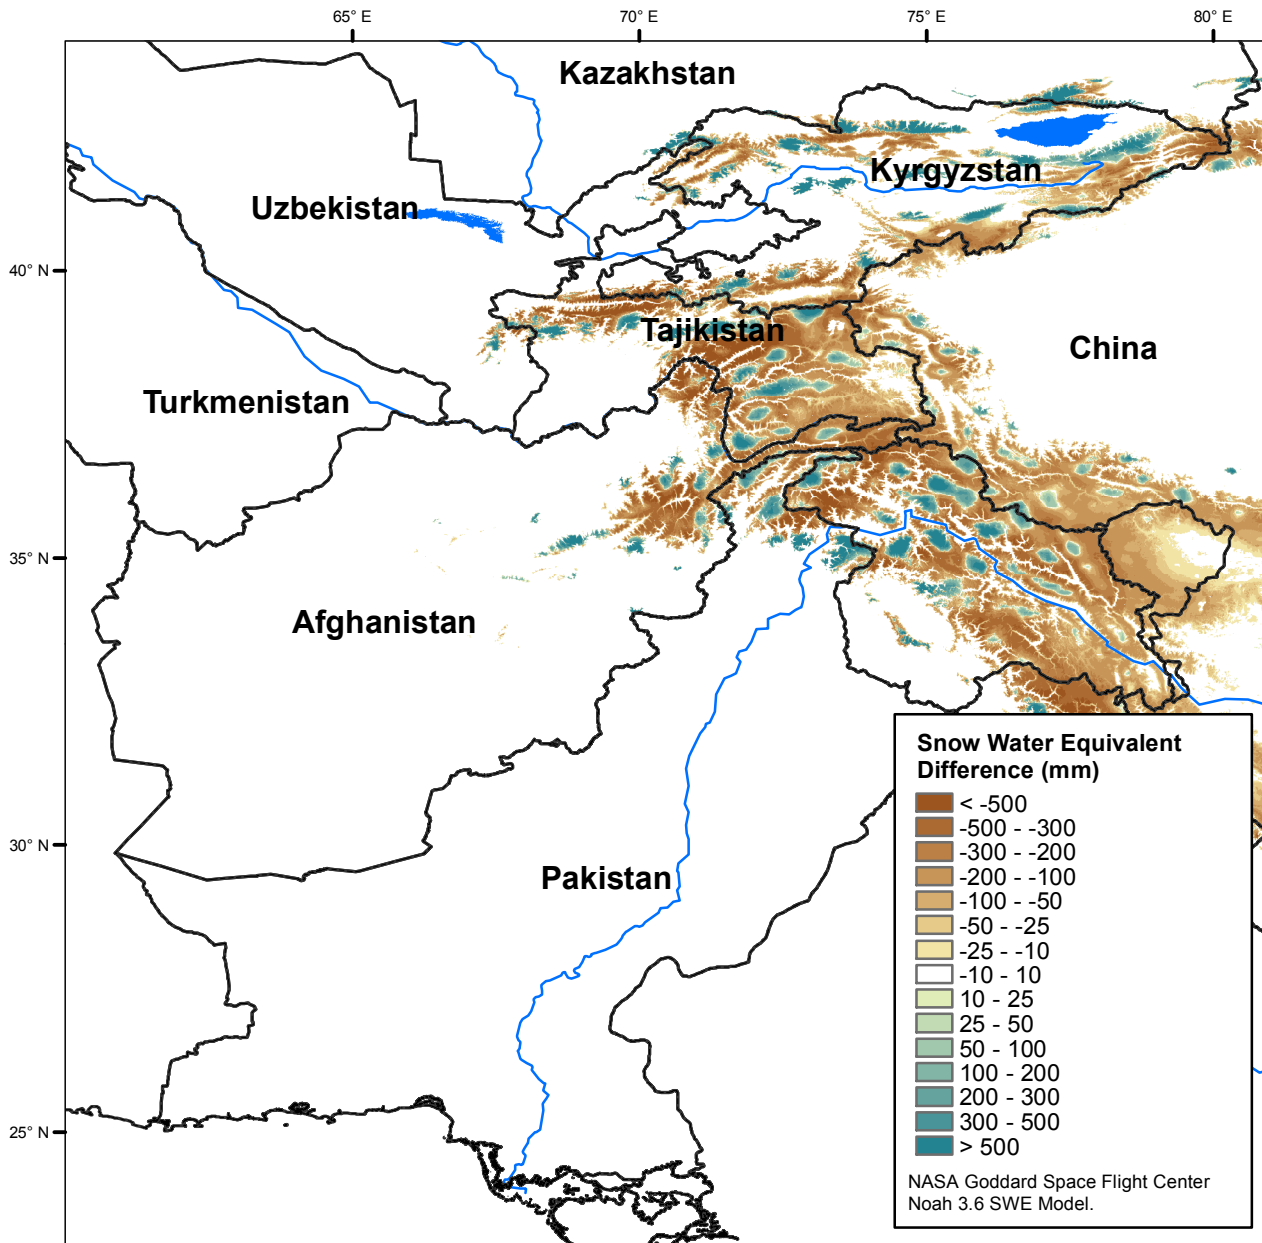 65° E
70° E
75° E
80° E
Kazakhstan
Kyrgyzstan
Uzbekistan
40° N
Tajikistan
China
Turkmenistan
35° N
Afghanistan
30° N
Pakistan
25° N
Snow Water Equivalent
Difference (mm)
< -500
-500 - -300
-300 - -200
-200 - -100
-100 - -50
-50 - -25
-25 - -10
-10 - 10
10 - 25
25 - 50
50 - 100
100 - 200
200 - 300
300 - 500
> 500
NASA Goddard Space Flight Center
Noah 3.6 SWE Model.